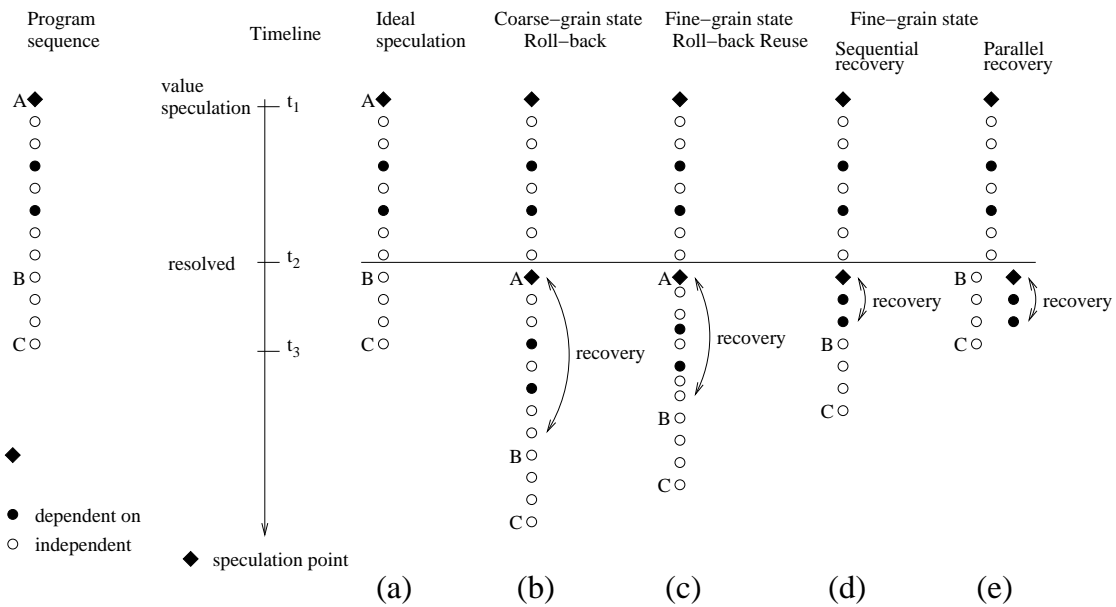 Program
sequence
Timeline
Ideal
speculation
Coarse−grain state
Roll−back
Fine−grain state
Roll−back Reuse
Fine−grain state
Sequential
recovery
Parallel
recovery
value
speculation
A
t1
A
resolved
t2
B
B
A
A
recovery
recovery
recovery
B
recovery
B
C
t3
C
C
B
B
C
C
C
dependent on
independent
speculation point
(a)
(b)
(c)
(d)
(e)